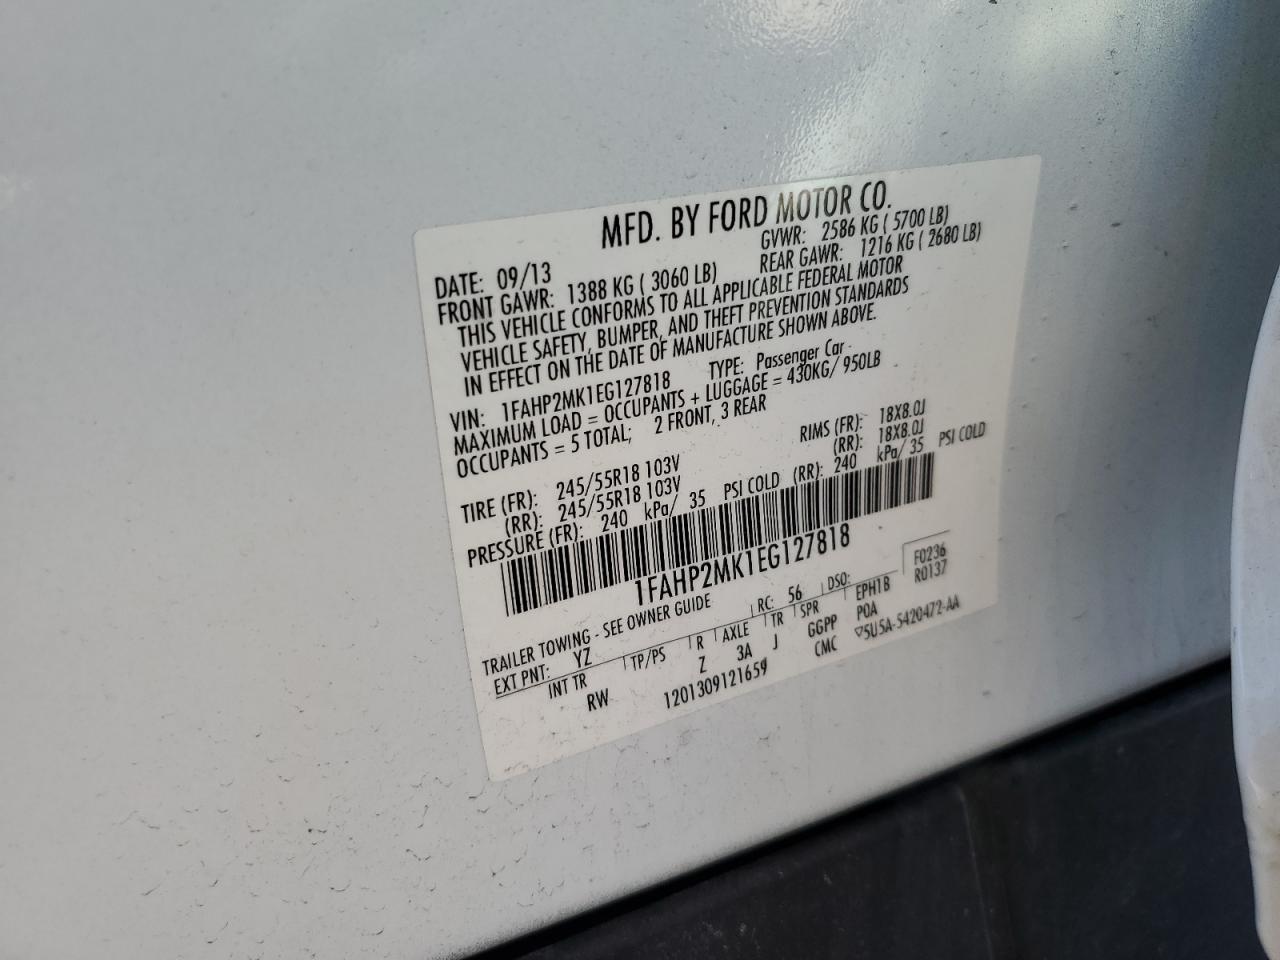 MFD. BY FORD MOTOR CO.
DATE: 09/13 GVWR: 2586 KG ( 5700 LB)
FRONT GAWR: 1388 KG ( 3060 LB) REAR GAWR: 1216 KG ( 2680 LB)
THIS VEHICLE CONFORMS TO ALL APPLICABLE FEDERAL MOTOR
VEHICLE SAFETY, BUMPER, AND THEFT PREVENTION STANDARDS
IN EFFECT ON THE DATE OF MANUFACTURE SHOWN ABOVE.
VIN: 1FAHP2MK1EG127818 TYPE: Passenger Car
MAXIMUM LOAD = OCCUPANTS + LUGGAGE = 430KG/ 950LB
OCCUPANTS = 5 TOTAL; 2 FRONT, 3 REAR
TIRE (FR): 245/55R18 103V RIMS (FR): 18X8.0J
(RR): 245/55R18 103V (RR): 18X8.0J
PRESSURE (FR): 240 kPa/ 35 PSI COLD (RR): 240 kPa/ 35 PSI COLD
1FAHP2MK1EG127818
TRAILER TOWING - SEE OWNER GUIDE F0236
EXT PNT: YZ RC: 56 DSO: R0137
INT TR TP/PS R AXLE TR SPR EPH1B
RW Z 3A J GGPP POA
1201309121659 CMC ▽5U5A-5420472-AA